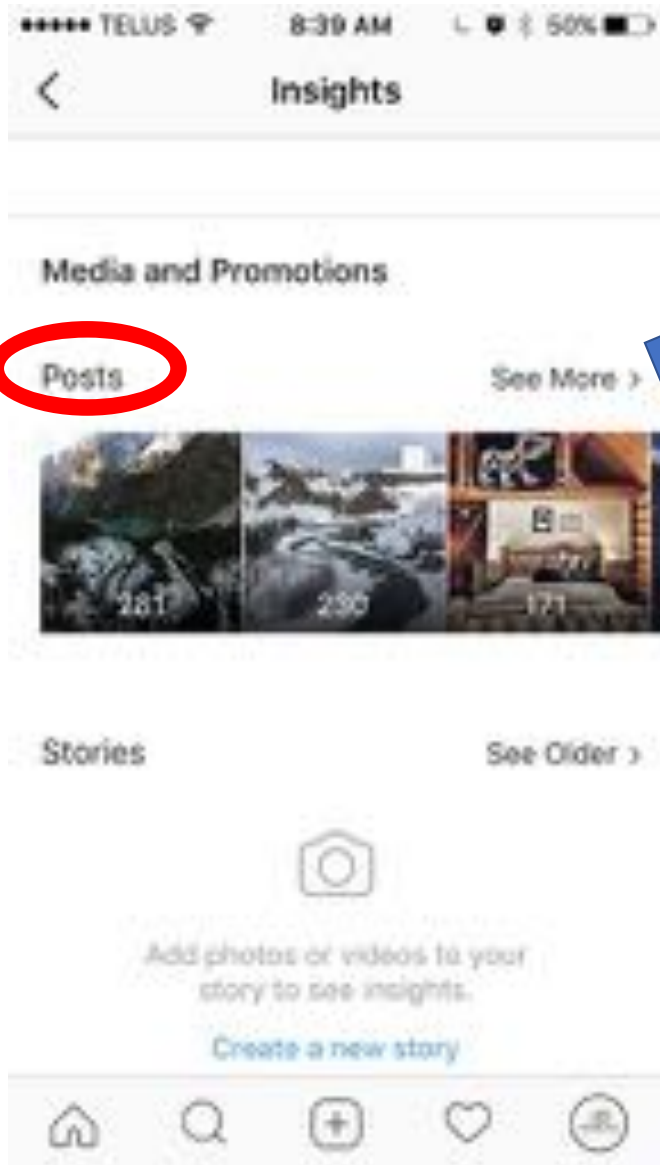 TELUS 8:39 AM 50%
Insights
Media and Promotions
Posts See More >
281 230 171
Stories See Older >
Add photos or videos to your
story to see insights.
Create a new story